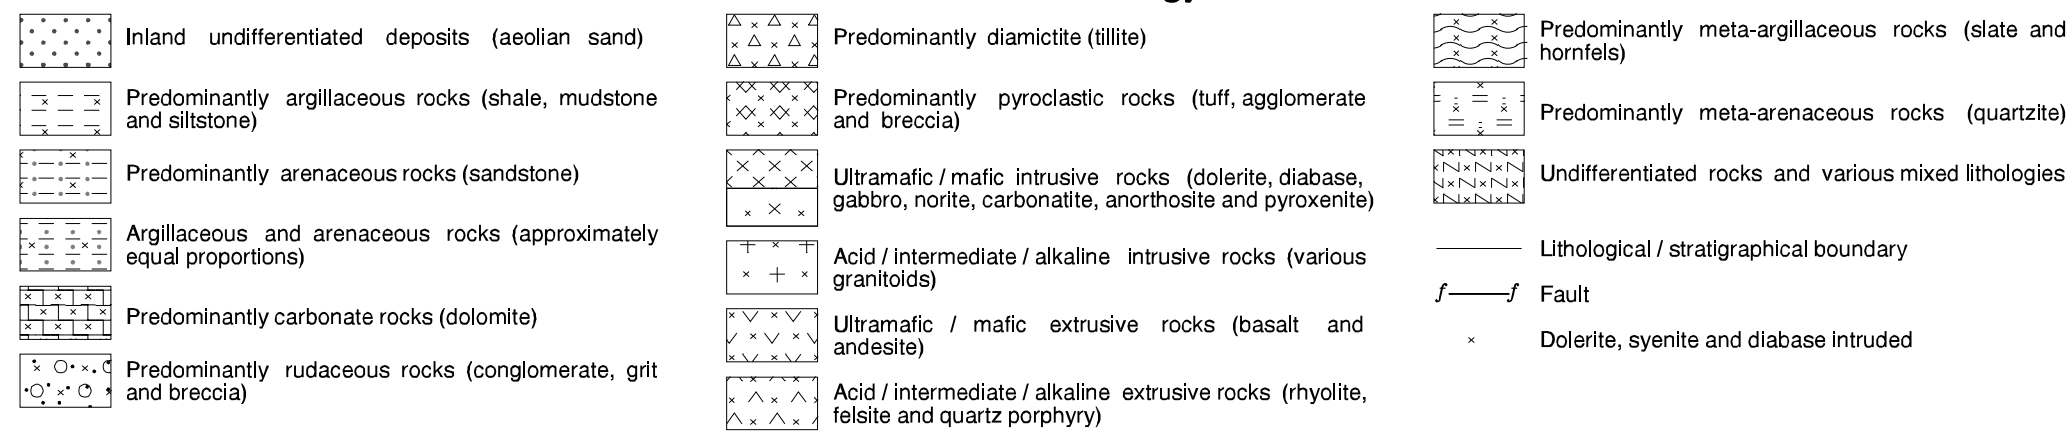 Inland undifferentiated deposits (aeolian sand)
Predominantly argillaceous rocks (shale, mudstone
and siltstone)
Predominantly arenaceous rocks (sandstone)
Argillaceous and arenaceous rocks (approximately
equal proportions)
Predominantly carbonate rocks (dolomite)
Predominantly rudaceous rocks (conglomerate, grit
and breccia)
Predominantly diamictite (tillite)
Predominantly pyroclastic rocks (tuff, agglomerate
and breccia)
Ultramafic / mafic intrusive rocks (dolerite, diabase,
gabbro, norite, carbonatite, anorthosite and pyroxenite)
Acid / intermediate / alkaline intrusive rocks (various
granitoids)
Ultramafic / mafic extrusive rocks (basalt and
andesite)
Acid / intermediate / alkaline extrusive rocks (rhyolite,
felsite and quartz porphyry)
Predominantly meta-argillaceous rocks (slate and
hornfels)
Predominantly meta-arenaceous rocks (quartzite)
Undifferentiated rocks and various mixed lithologies
Lithological / stratigraphical boundary
f f Fault
Dolerite, syenite and diabase intruded